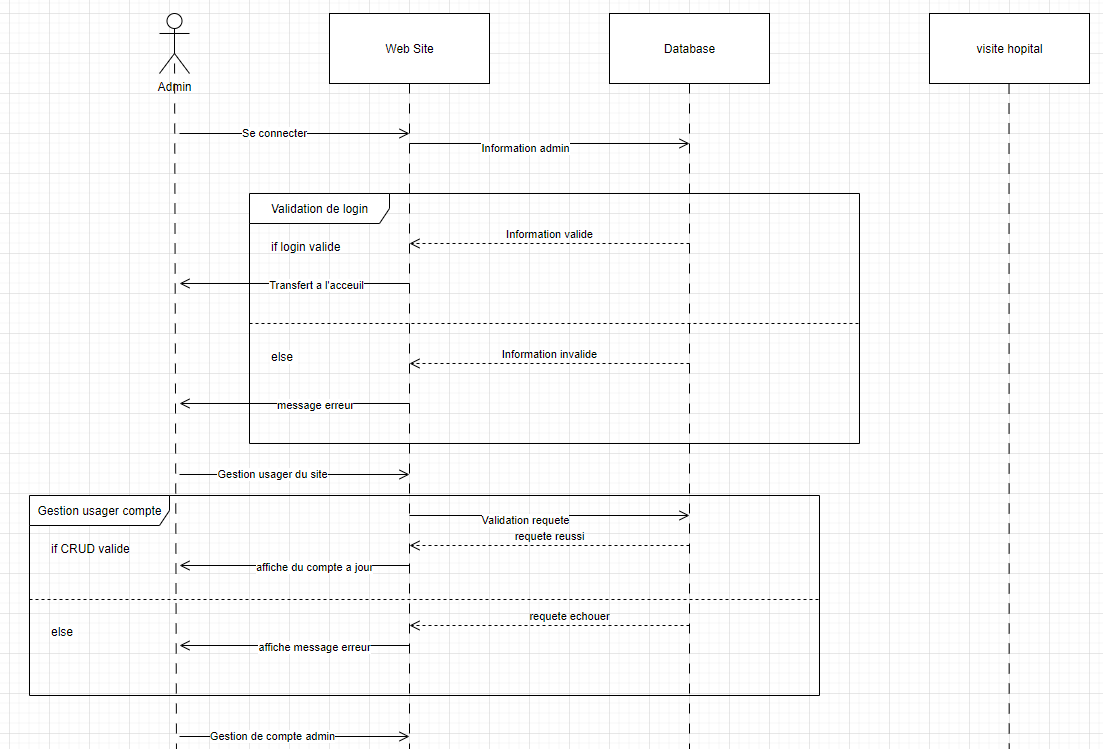 Admin
Web Site
Database
visite hopital
Se connecter
Information admin
Validation de login
Information valide
if login valide
Transfert a l'acceuil
else
Information invalide
message erreur
Gestion usager du site
Gestion usager compte
Validation requete
requete reussi
if CRUD valide
affiche du compte a jour
requete echouer
else
affiche message erreur
Gestion de compte admin